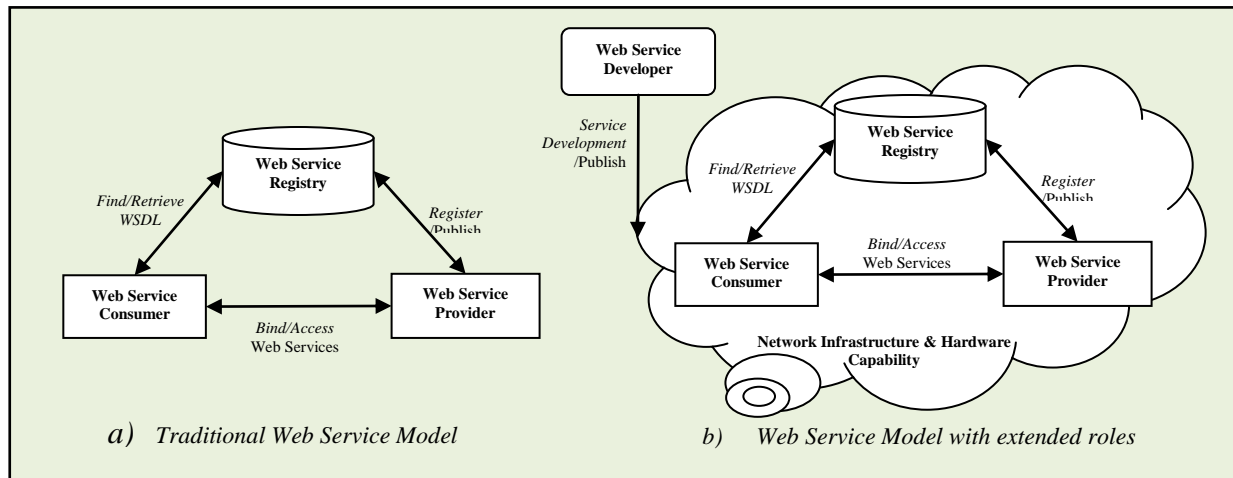 Web Service
Registry
Find/Retrieve
WSDL
Register
/Publish
Web Service
Consumer
Web Service
Provider
Bind/Access
Web Services
a) Traditional Web Service Model
Web Service
Developer
Service
Development
/Publish
Web Service
Registry
Find/Retrieve
WSDL
Register
/Publish
Web Service
Consumer
Bind/Access
Web Services
Web Service
Provider
Network Infrastructure & Hardware
Capability
b) Web Service Model with extended roles